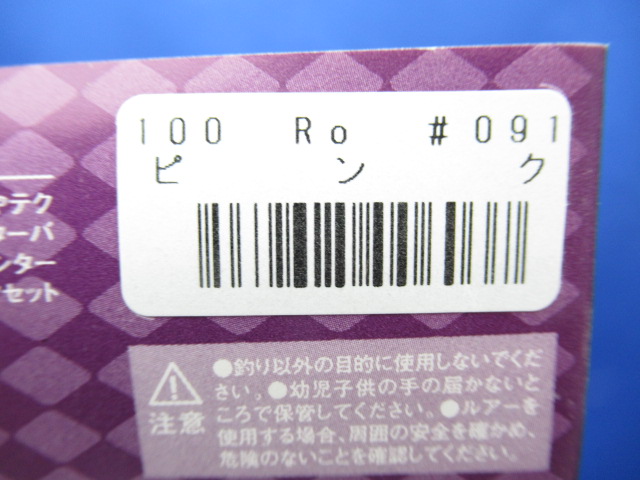 100 Ro #091
ピンク
テク
ターバ
ンター
セット
注意
●釣り以外の目的に使用しないでくだ
さい。●幼児子供の手の届かないと
ころで保管してください。●ルアーを
使用する場合、周囲の安全を確かめ、
危険のないことを確認してください。